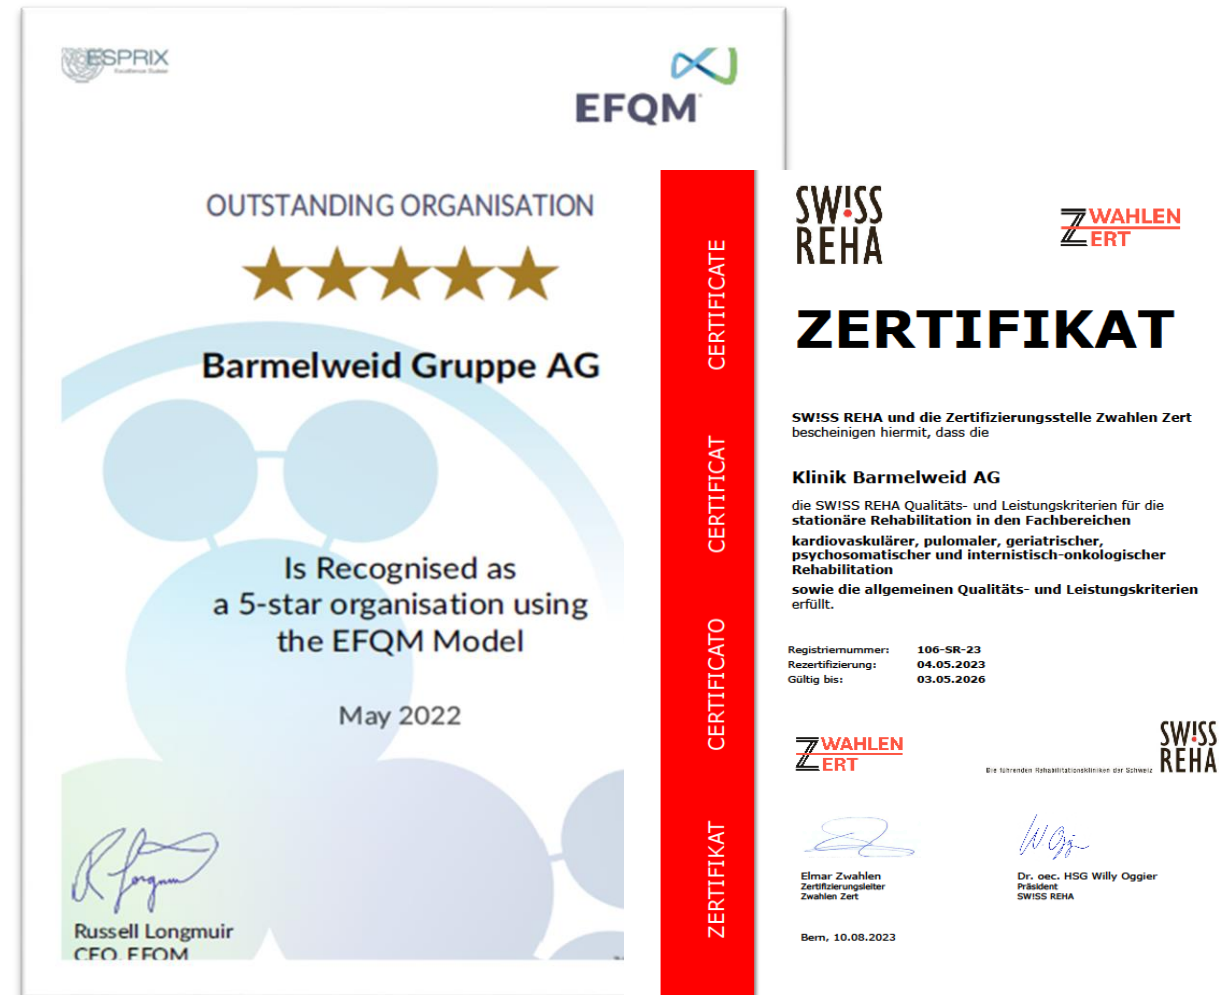 ESPRIX
Excellence Suisse
EFQM
OUTSTANDING ORGANISATION
Barmelweid Gruppe AG
Is Recognised as
a 5-star organisation using
the EFQM Model
May 2022
Russell Longmuir
CEO, EFQM
CERTIFICATE
CERTIFICAT
CERTIFICATO
ZERTIFIKAT
SW!SS
REHA
ZWAHLEN
ZERT
ZERTIFIKAT
SW!SS REHA und die Zertifizierungsstelle Zwahlen Zert
bescheinigen hiermit, dass die
Klinik Barmelweid AG
die SW!SS REHA Qualitäts- und Leistungskriterien für die
stationäre Rehabilitation in den Fachbereichen
kardiovaskulärer, pulomaler, geriatrischer,
psychosomatischer und internistisch-onkologischer
Rehabilitation
sowie die allgemeinen Qualitäts- und Leistungskriterien
erfüllt.
Registriernummer: 106-SR-23
Rezertifizierung: 04.05.2023
Gültig bis: 03.05.2026
ZWAHLEN
ZERT
Die führenden Rehabilitationskliniken der Schweiz
SW!SS
REHA
Elmar Zwahlen
Zertifizierungsleiter
Zwahlen Zert
Dr. oec. HSG Willy Oggier
Präsident
SW!SS REHA
Bern, 10.08.2023